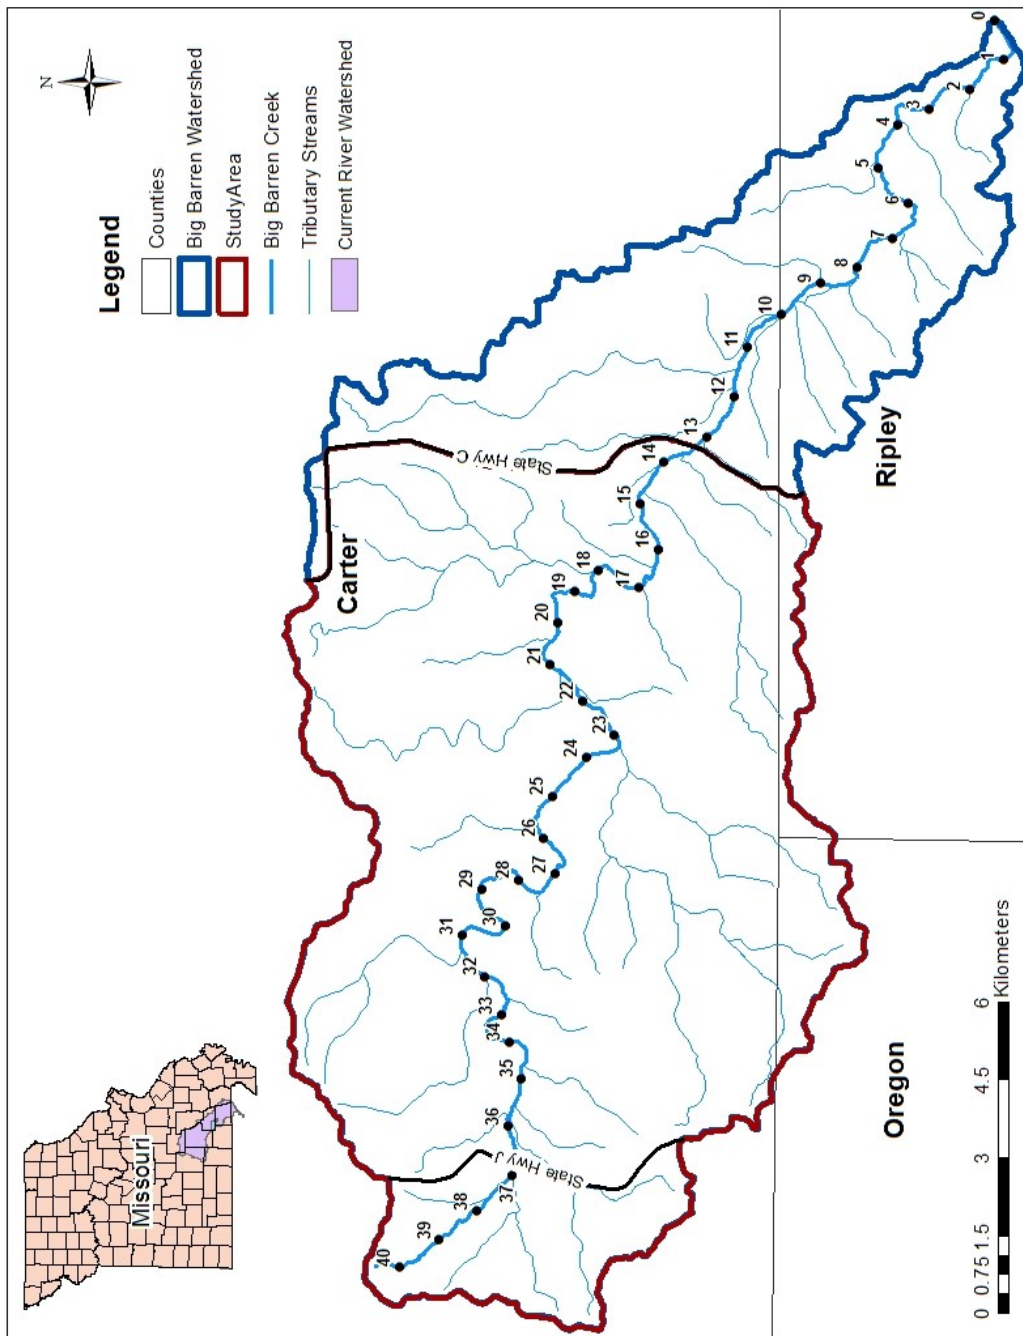 Missouri
N
Legend
Counties
Big Barren Watershed
StudyArea
Big Barren Creek
Tributary Streams
Current River Watershed
Carter
State Hwy C
State Hwy J
Ripley
Oregon
40
39
38
37
36
35
34
33
32
31
30
29
28
27
26
25
24
23
22
21
20
19
18
17
16
15
14
13
12
11
10
9
8
7
6
5
4
3
2
1
0
0 0.75 1.5 3 4.5 6
Kilometers